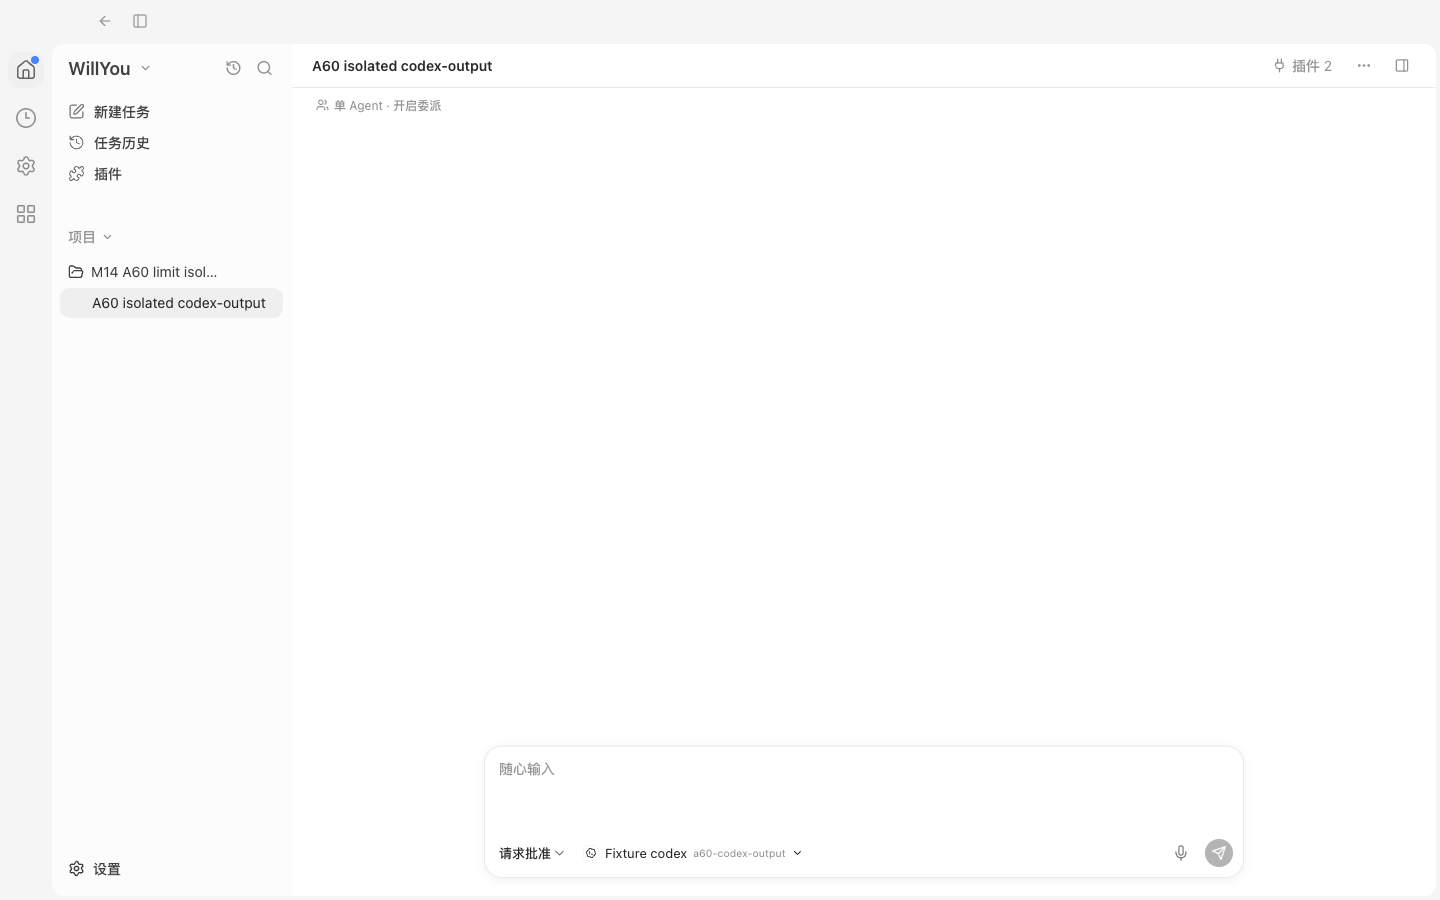 WillYou
新建任务
任务历史
插件
项目
M14 A60 limit isol...
A60 isolated codex-output
设置
A60 isolated codex-output
插件 2
单 Agent · 开启委派
随心输入
请求批准
Fixture codex a60-codex-output